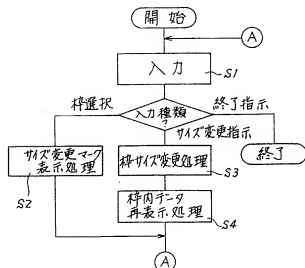 開始
A
入力
S1
枠選択
入力種類
?
終了指示
サイズ変更指示
サイズ変更マーク
表示処理
S2
枠サイズ変更処理
S3
終了
枠内データ
再表示処理
S4
A